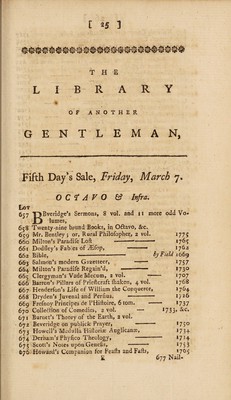 [ 25 ]
THE
LIBRARY
OF ANOTHER
GENTLEMAN,
Fifth Day's Sale, Friday, March 7.
OCTAVO & Infra.
Lot
657 BEveridge's Sermons, 8 vol. and 11 more odd Vo-
lumes,
658 Twenty-nine bound Books, in Octavo, &c.
659 Mr. Bentley; or, Rural Philosopher, 2 vol. 1775
660 Milton's Paradise Lost 1765
661 Dodsley's Fables of Æsop, 1762
662 Bible, by Field 1669
663 Salmon's modern Gazetteer, 1757
664 Milton's Paradise Regain'd, 1730
665 Clergyman's Vade Mecum, 2 vol. 1707
666 Barron's Pillars of Priestcraft shaken, 4 vol. 1768
667 Henderson's Life of William the Conqueror, 1764
668 Dryden's Juvenal and Persius, 1726
669 Fresnoy Principes de l'Histoire, 6 tom. 1737
670 Collection of Comedies, 2 vol. 1753, &c.
671 Burnet's Theory of the Earth, 2 vol.
672 Beveridge on publick Prayer, 1750
673 Howell's Medulla Historiæ Anglicanæ, 1734
674 Derham's Physico Theology, 1714
675 Scott's Notes upon Genesis, 1753
676 Howard's Companion for Feasts and Fasts, 1765
E 677 Nail-